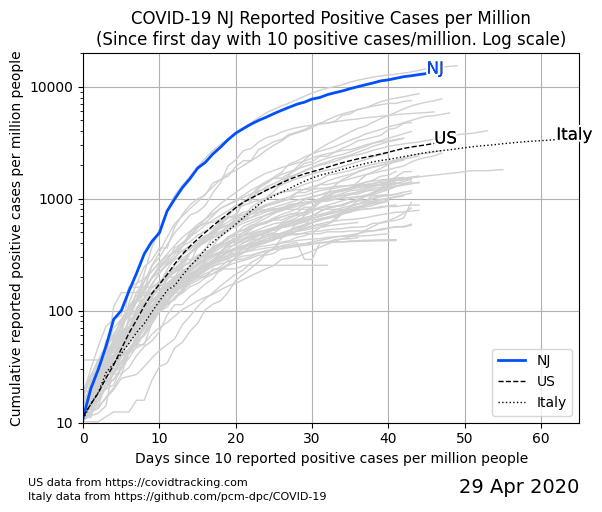 COVID-19 NJ Reported Positive Cases per Million
(Since first day with 10 positive cases/million. Log scale)
Cumulative reported positive cases per million people
10000
1000
100
10
NJ
US
Italy
NJ
US
Italy
0
10
20
30
40
50
60
Days since 10 reported positive cases per million people
US data from https://covidtracking.com
Italy data from https://github.com/pcm-dpc/COVID-19
29 Apr 2020